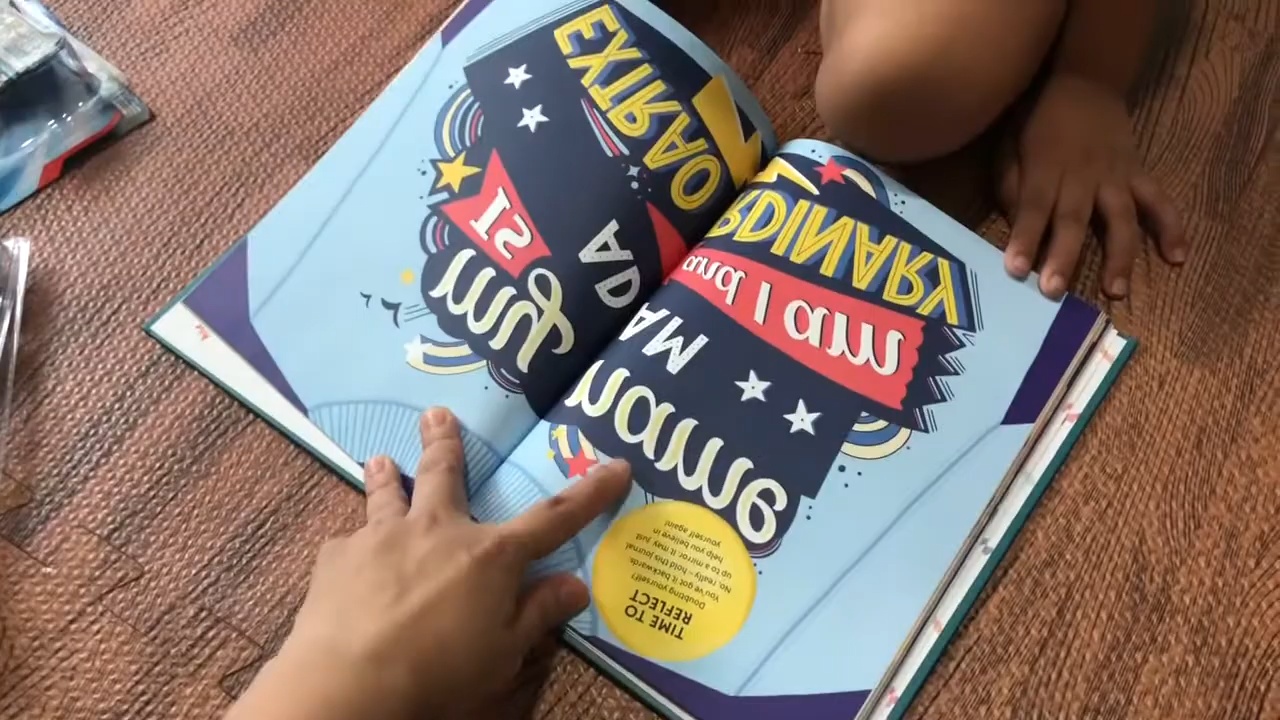 my name
IS DAMA
and I am
EXTRAORDINARY
TIME TO
REFLECT
Doubting yourself?
You've got it backwards.
No, really – hold this journal
up to a mirror. It may just
help you believe in
yourself again!